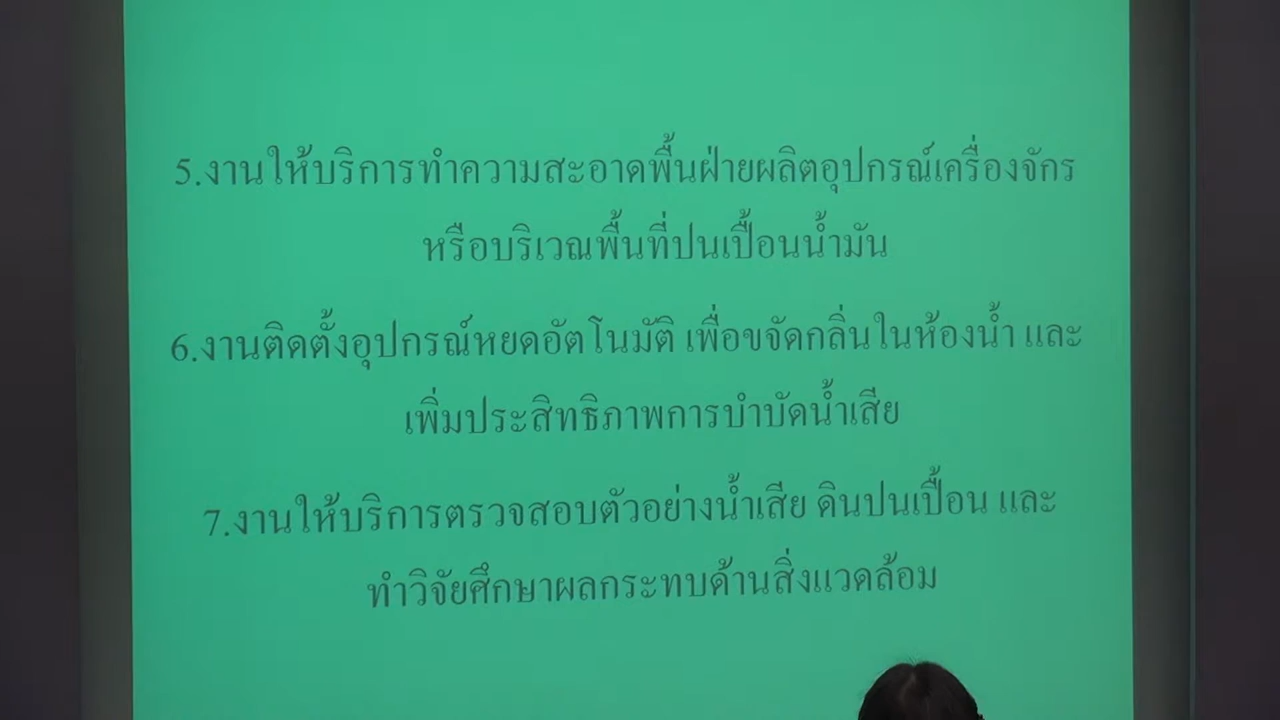 5.งานให้บริการทำความสะอาดพื้นฝ่ายผลิตอุปกรณ์เครื่องจักร
หรือบริเวณพื้นที่ปนเปื้อนน้ำมัน
6.งานติดตั้งอุปกรณ์หยดอัตโนมัติ เพื่อขจัดกลิ่นในห้องน้ำ และ
เพิ่มประสิทธิภาพการบำบัดน้ำเสีย
7.งานให้บริการตรวจสอบตัวอย่างน้ำเสีย ดินปนเปื้อน และ
ทำวิจัยศึกษาผลกระทบด้านสิ่งแวดล้อม